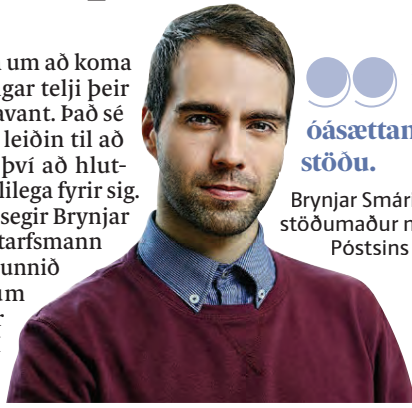 um að koma
gar telji þeir
avant. Það sé
leiðin til að
því að hlut-
lilega fyrir sig.
segir Brynjar
tarfsmann
unnið
um
r
óásættan
stöðu.
Brynjar Smári
stöðumaður
Póstsins